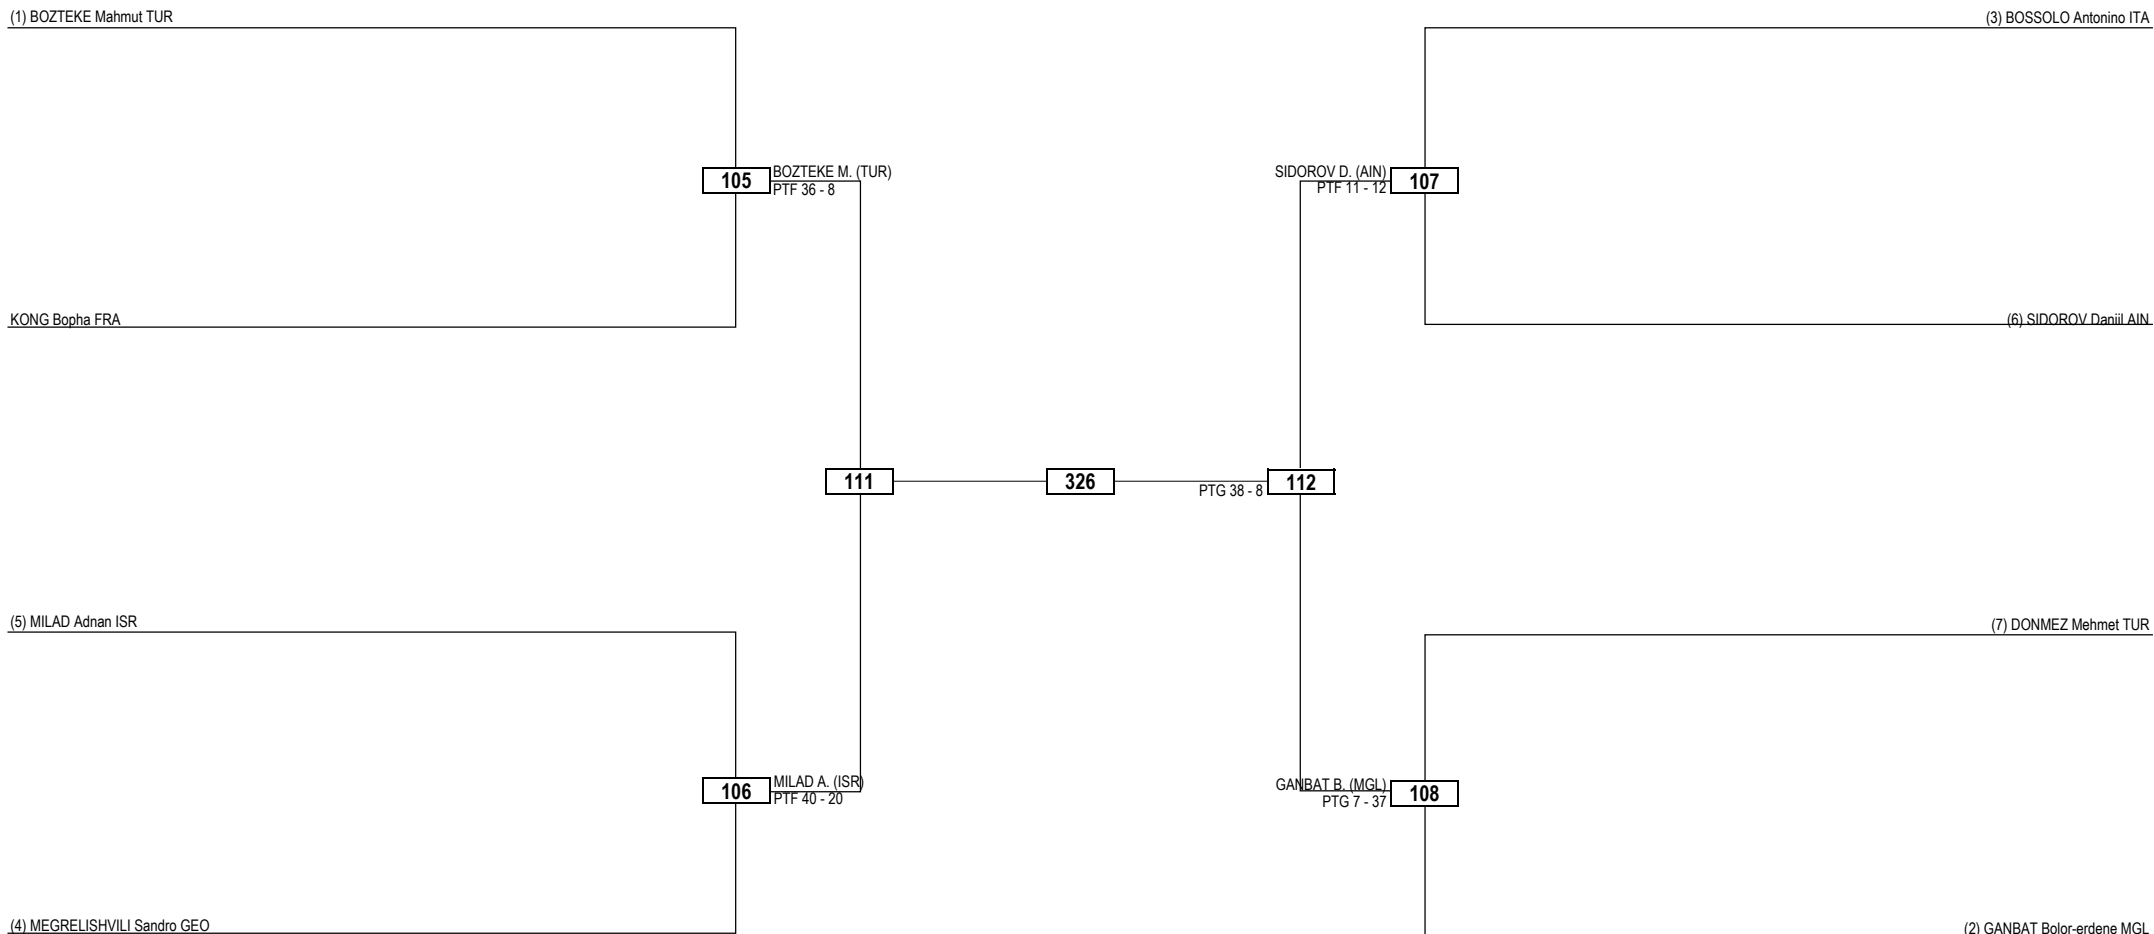 (1) BOZTEKE Mahmut TUR
(3) BOSSOLO Antonino ITA
105
BOZTEKE M. (TUR)
PTF 36 - 8
SIDOROV D. (AIN)
PTF 11 - 12
107
KONG Bopha FRA
(6) SIDOROV Daniil AIN
111
326
PTG 38 - 8
112
(5) MILAD Adnan ISR
(7) DONMEZ Mehmet TUR
106
MILAD A. (ISR)
PTF 40 - 20
GANBAT B. (MGL)
PTG 7 - 37
108
(4) MEGRELISHVILI Sandro GEO
(2) GANBAT Bolor-erdene MGL